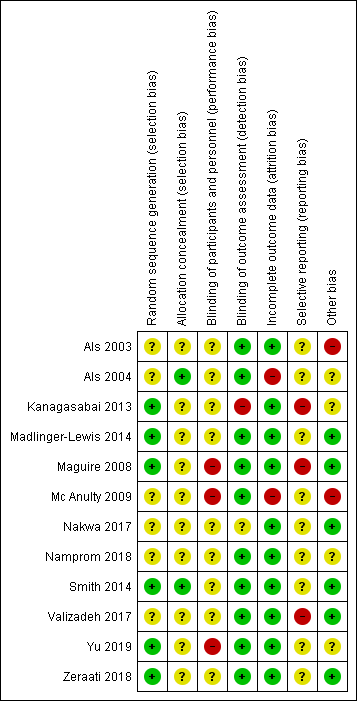 Random sequence generation (selection bias)
Allocation concealment (selection bias)
Blinding of participants and personnel (performance bias)
Blinding of outcome assessment (detection bias)
Incomplete outcome data (attrition bias)
Selective reporting (reporting bias)
Other bias
Als 2003 ? ? ? + + ? -
Als 2004 ? + ? + - ? ?
Kanagasabai 2013 + ? ? - + - ?
Madlinger-Lewis 2014 + ? ? + + ? +
Maguire 2008 + ? - + + - +
Mc Anulty 2009 ? ? - + - ? -
Nakwa 2017 ? ? ? ? + ? +
Namprom 2018 ? ? ? + + ? ?
Smith 2014 + + ? + + ? +
Valizadeh 2017 ? ? ? + + - +
Yu 2019 + ? - + + ? ?
Zeraati 2018 + ? ? + + ? +